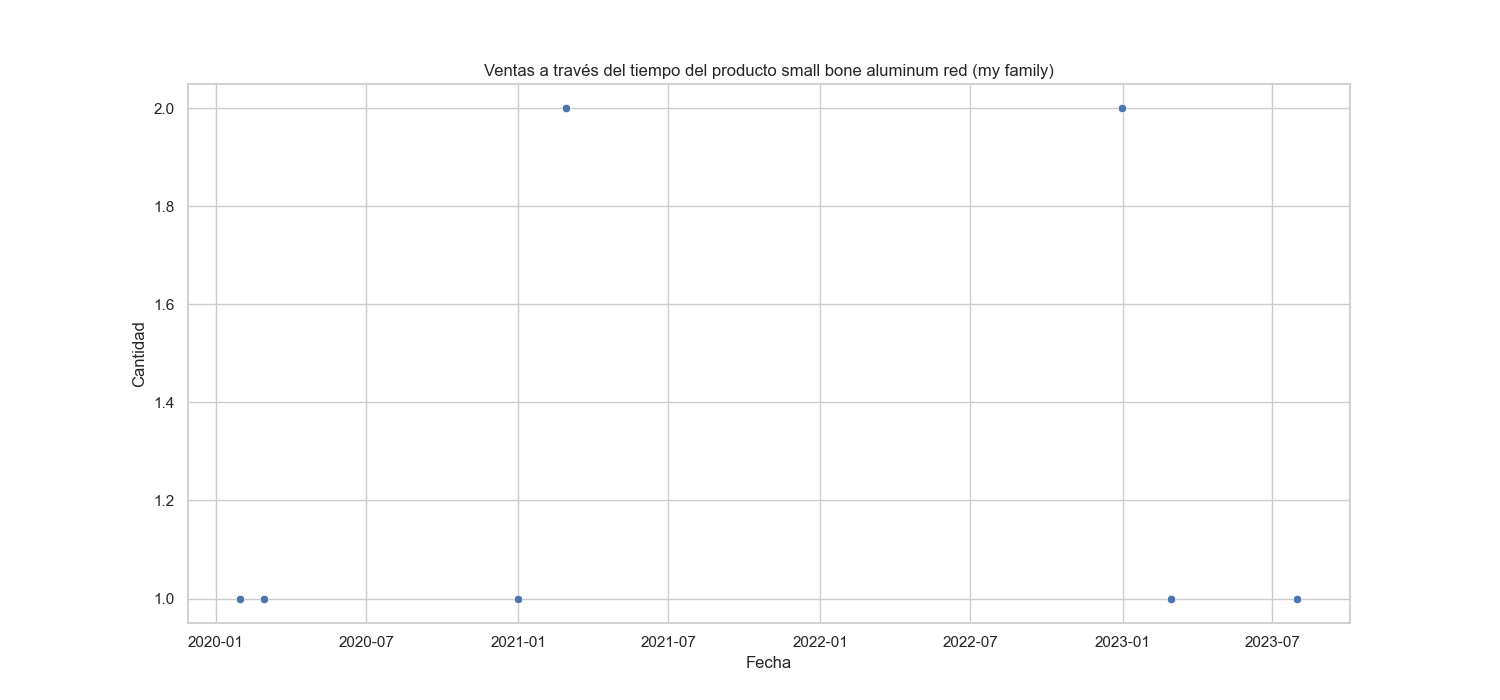 Ventas a través del tiempo del producto small bone aluminum red (my family)
2.0
1.8
1.6
1.4
1.2
1.0
Cantidad
2020-01 2020-07 2021-01 2021-07 2022-01 2022-07 2023-01 2023-07
Fecha